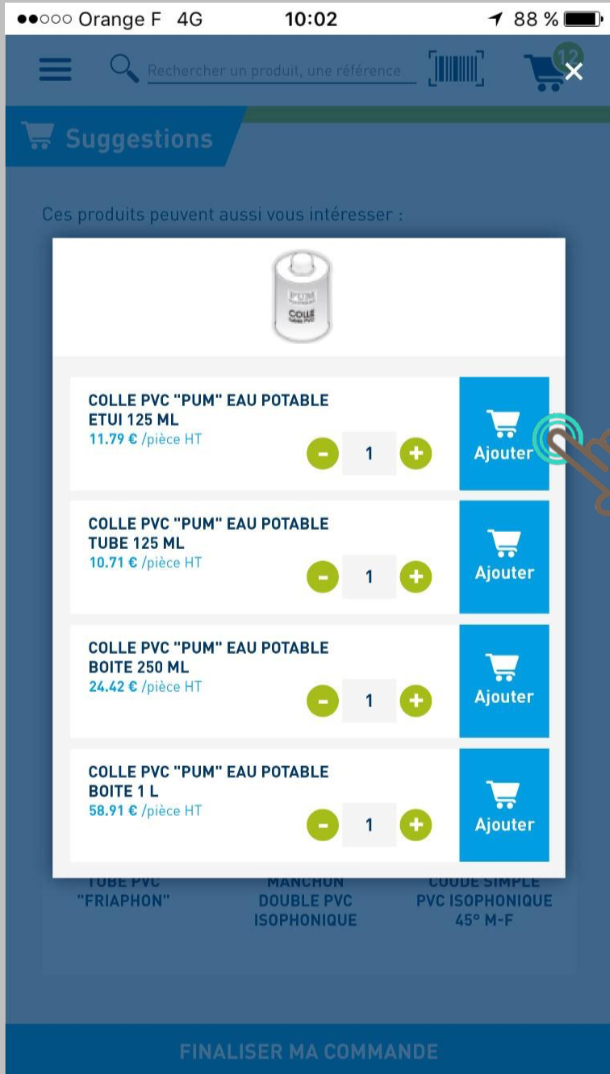 Orange F 4G 10:02 88 %
Rechercher un produit, une référence 12
Suggestions
Ces produits peuvent aussi vous intéresser :
PUM
COLLE
COLLE PVC "PUM" EAU POTABLE
ETUI 125 ML
11.79 € /pièce HT
- 1 +
Ajouter
COLLE PVC "PUM" EAU POTABLE
TUBE 125 ML
10.71 € /pièce HT
- 1 +
Ajouter
COLLE PVC "PUM" EAU POTABLE
BOITE 250 ML
24.42 € /pièce HT
- 1 +
Ajouter
COLLE PVC "PUM" EAU POTABLE
BOITE 1 L
58.91 € /pièce HT
- 1 +
Ajouter
TUBE PVC
"FRIAPHON"
MANCHON
DOUBLE PVC
ISOPHONIQUE
COUDE SIMPLE
PVC ISOPHONIQUE
45° M-F
FINALISER MA COMMANDE